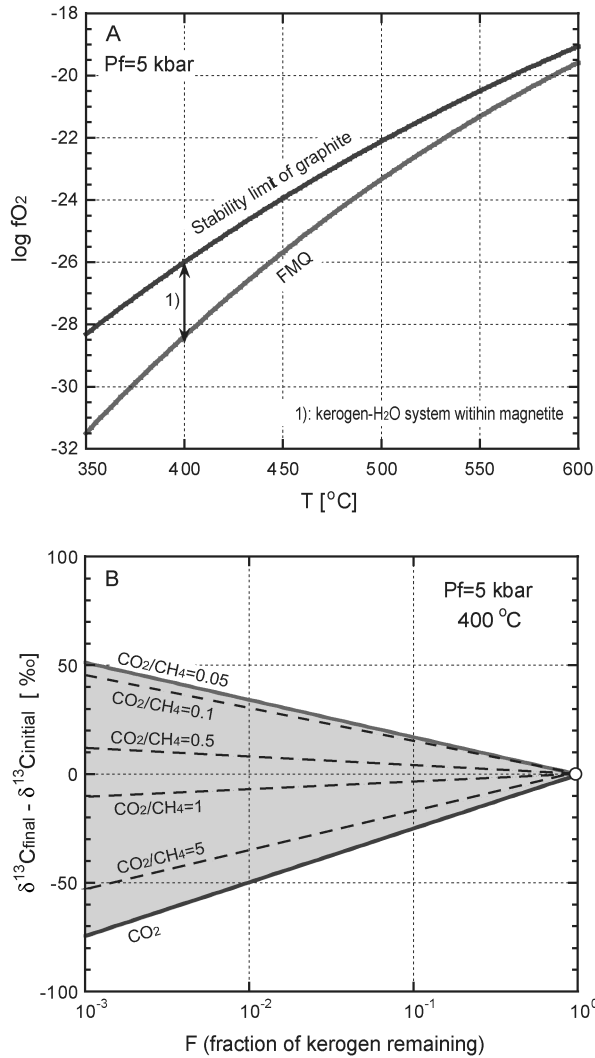 -18
A
Pf=5 kbar
-20
-22
Stability limit of graphite
-24
log fO2
-26
FMQ
1)
-28
-30
1): kerogen-H2O system witihin magnetite
-32
350 400 450 500 550 600
T [oC]
100
B
Pf=5 kbar
400 oC
50
CO2/CH4=0.05
CO2/CH4=0.1
CO2/CH4=0.5
0
CO2/CH4=1
δ13Cfinal - δ13Cinitial [ ‰]
CO2/CH4=5
-50
CO2
-100
10-3 10-2 10-1 100
F (fraction of kerogen remaining)